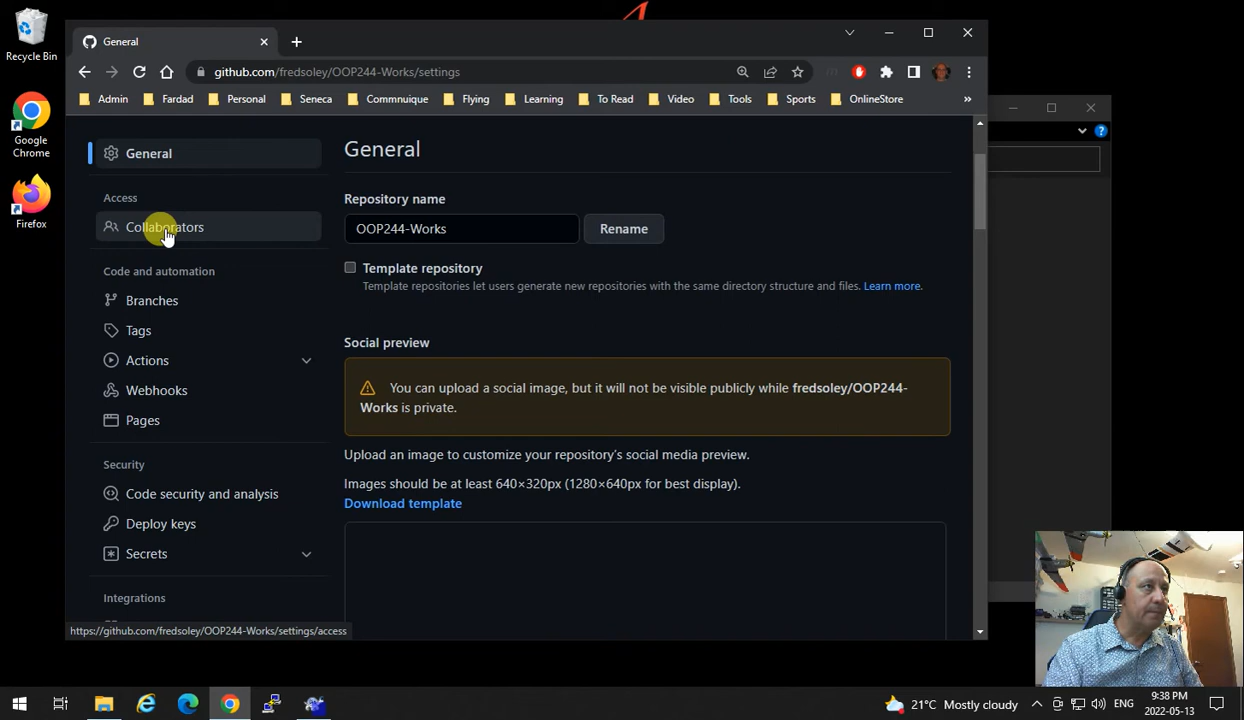 Recycle Bin
Google
Chrome
Firefox
General
github.com/fredsoley/OOP244-Works/settings
Admin
Fardad
Personal
Seneca
Commnuique
Flying
Learning
To Read
Video
Tools
Sports
OnlineStore
»
General
Access
Collaborators
Code and automation
Branches
Tags
Actions
Webhooks
Pages
Security
Code security and analysis
Deploy keys
Secrets
Integrations
https://github.com/fredsoley/OOP244-Works/settings/access
General
Repository name
OOP244-Works
Rename
Template repository
Template repositories let users generate new repositories with the same directory structure and files. Learn more.
Social preview
You can upload a social image, but it will not be visible publicly while fredsoley/OOP244-
Works is private.
Upload an image to customize your repository's social media preview.
Images should be at least 640×320px (1280×640px for best display).
Download template
21°C Mostly cloudy
ENG
9:38 PM
2022-05-13